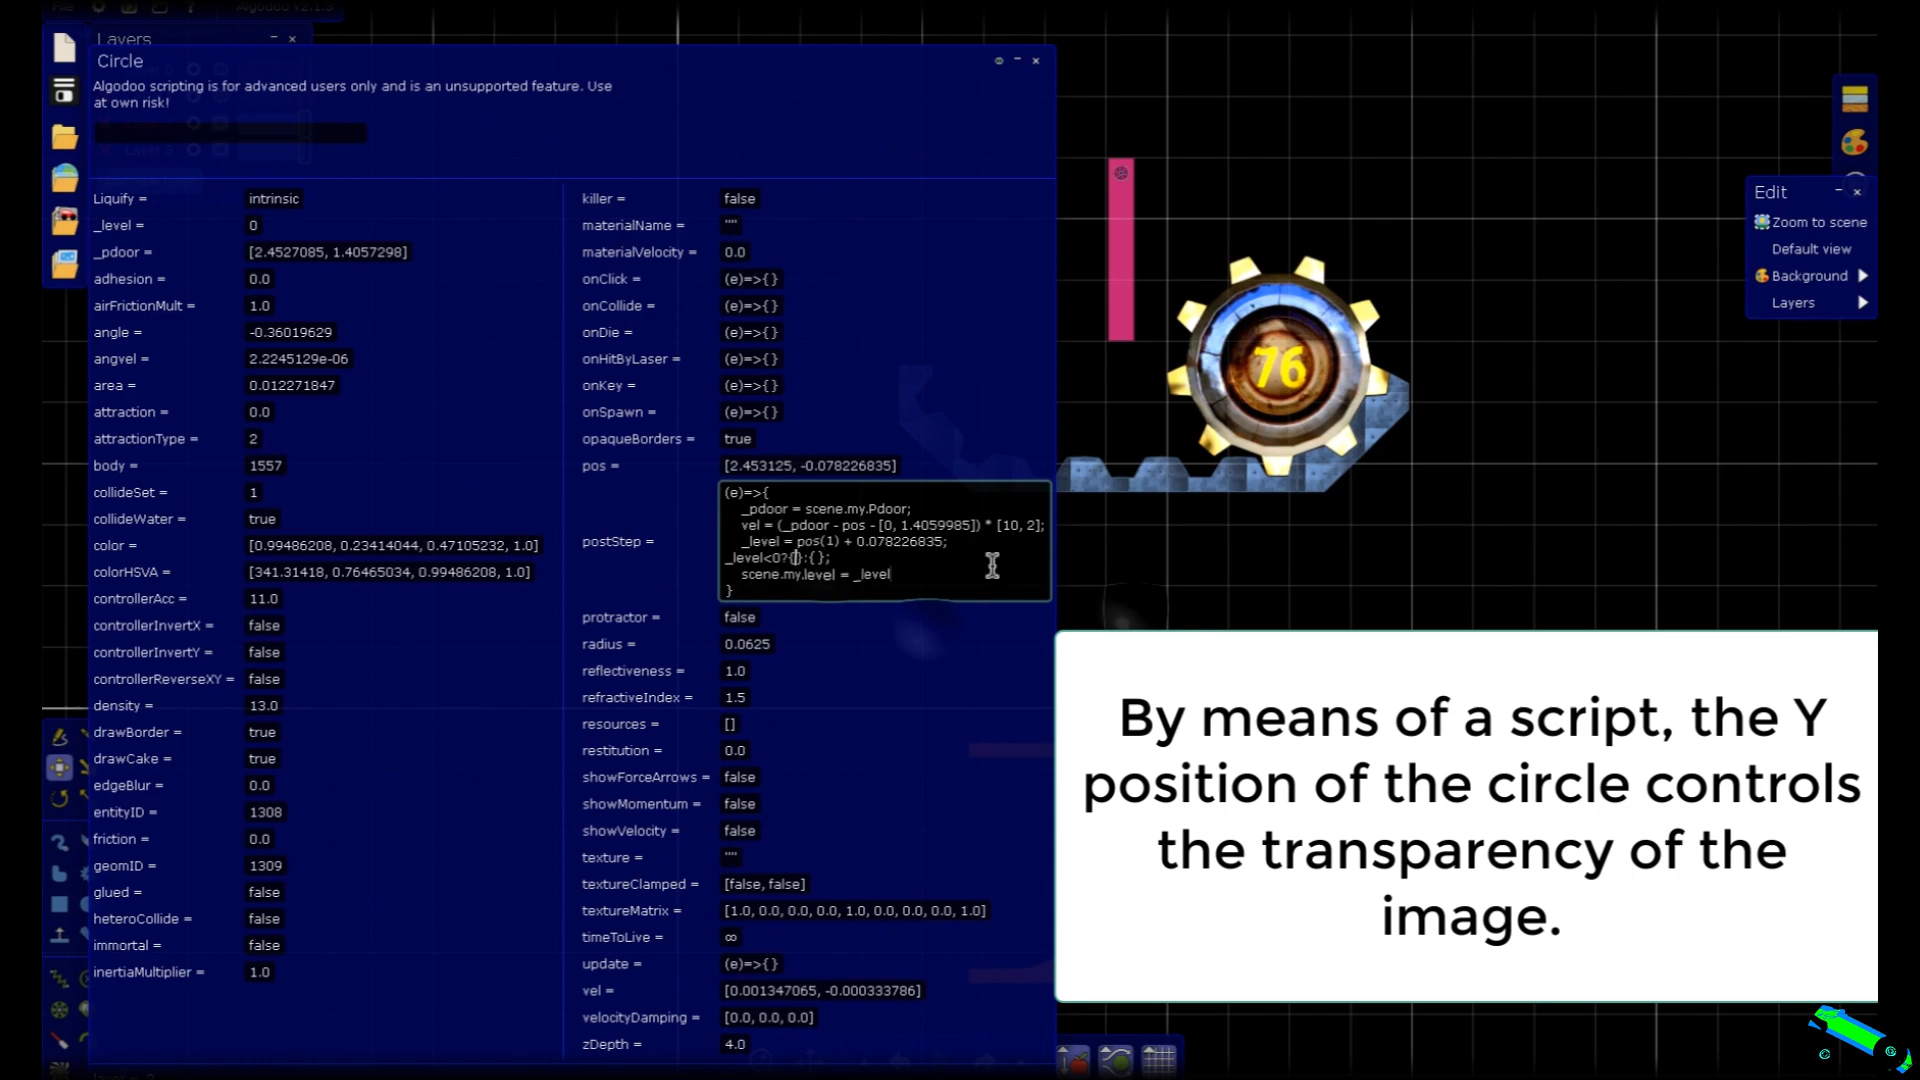 File
Algodoo v2.1.3
Layers
Circle
Algodoo scripting is for advanced users only and is an unsupported feature. Use
at own risk!
Liquify = intrinsic
_level = 0
_pdoor = [2.4527085, 1.4057298]
adhesion = 0.0
airFrictionMult = 1.0
angle = -0.36019629
angvel = 2.2245129e-06
area = 0.012271847
attraction = 0.0
attractionType = 2
body = 1557
collideSet = 1
collideWater = true
color = [0.99486208, 0.23414044, 0.47105232, 1.0]
colorHSVA = [341.31418, 0.76465034, 0.99486208, 1.0]
controllerAcc = 11.0
controllerInvertX = false
controllerInvertY = false
controllerReverseXY = false
density = 13.0
drawBorder = true
drawCake = true
edgeBlur = 0.0
entityID = 1308
friction = 0.0
geomID = 1309
glued = false
heteroCollide = false
immortal = false
inertiaMultiplier = 1.0
killer = false
materialName = ""
materialVelocity = 0.0
onClick = (e)=>{}
onCollide = (e)=>{}
onDie = (e)=>{}
onHitByLaser = (e)=>{}
onKey = (e)=>{}
onSpawn = (e)=>{}
opaqueBorders = true
pos = [2.453125, -0.078226835]
postStep =
(e)=>{
_pdoor = scene.my.Pdoor;
vel = (_pdoor - pos - [0, 1.4059985]) * [10, 2];
_level = pos(1) + 0.078226835;
_level<0?{}:{};
scene.my.level = _level
}
protractor = false
radius = 0.0625
reflectiveness = 1.0
refractiveIndex = 1.5
resources = []
restitution = 0.0
showForceArrows = false
showMomentum = false
showVelocity = false
texture = ""
textureClamped = [false, false]
textureMatrix = [1.0, 0.0, 0.0, 0.0, 1.0, 0.0, 0.0, 0.0, 1.0]
timeToLive = ∞
update = (e)=>{}
vel = [0.001347065, -0.000333786]
velocityDamping = [0.0, 0.0, 0.0]
zDepth = 4.0
76
Edit
Zoom to scene
Default view
Background
Layers
By means of a script, the Y
position of the circle controls
the transparency of the
image.